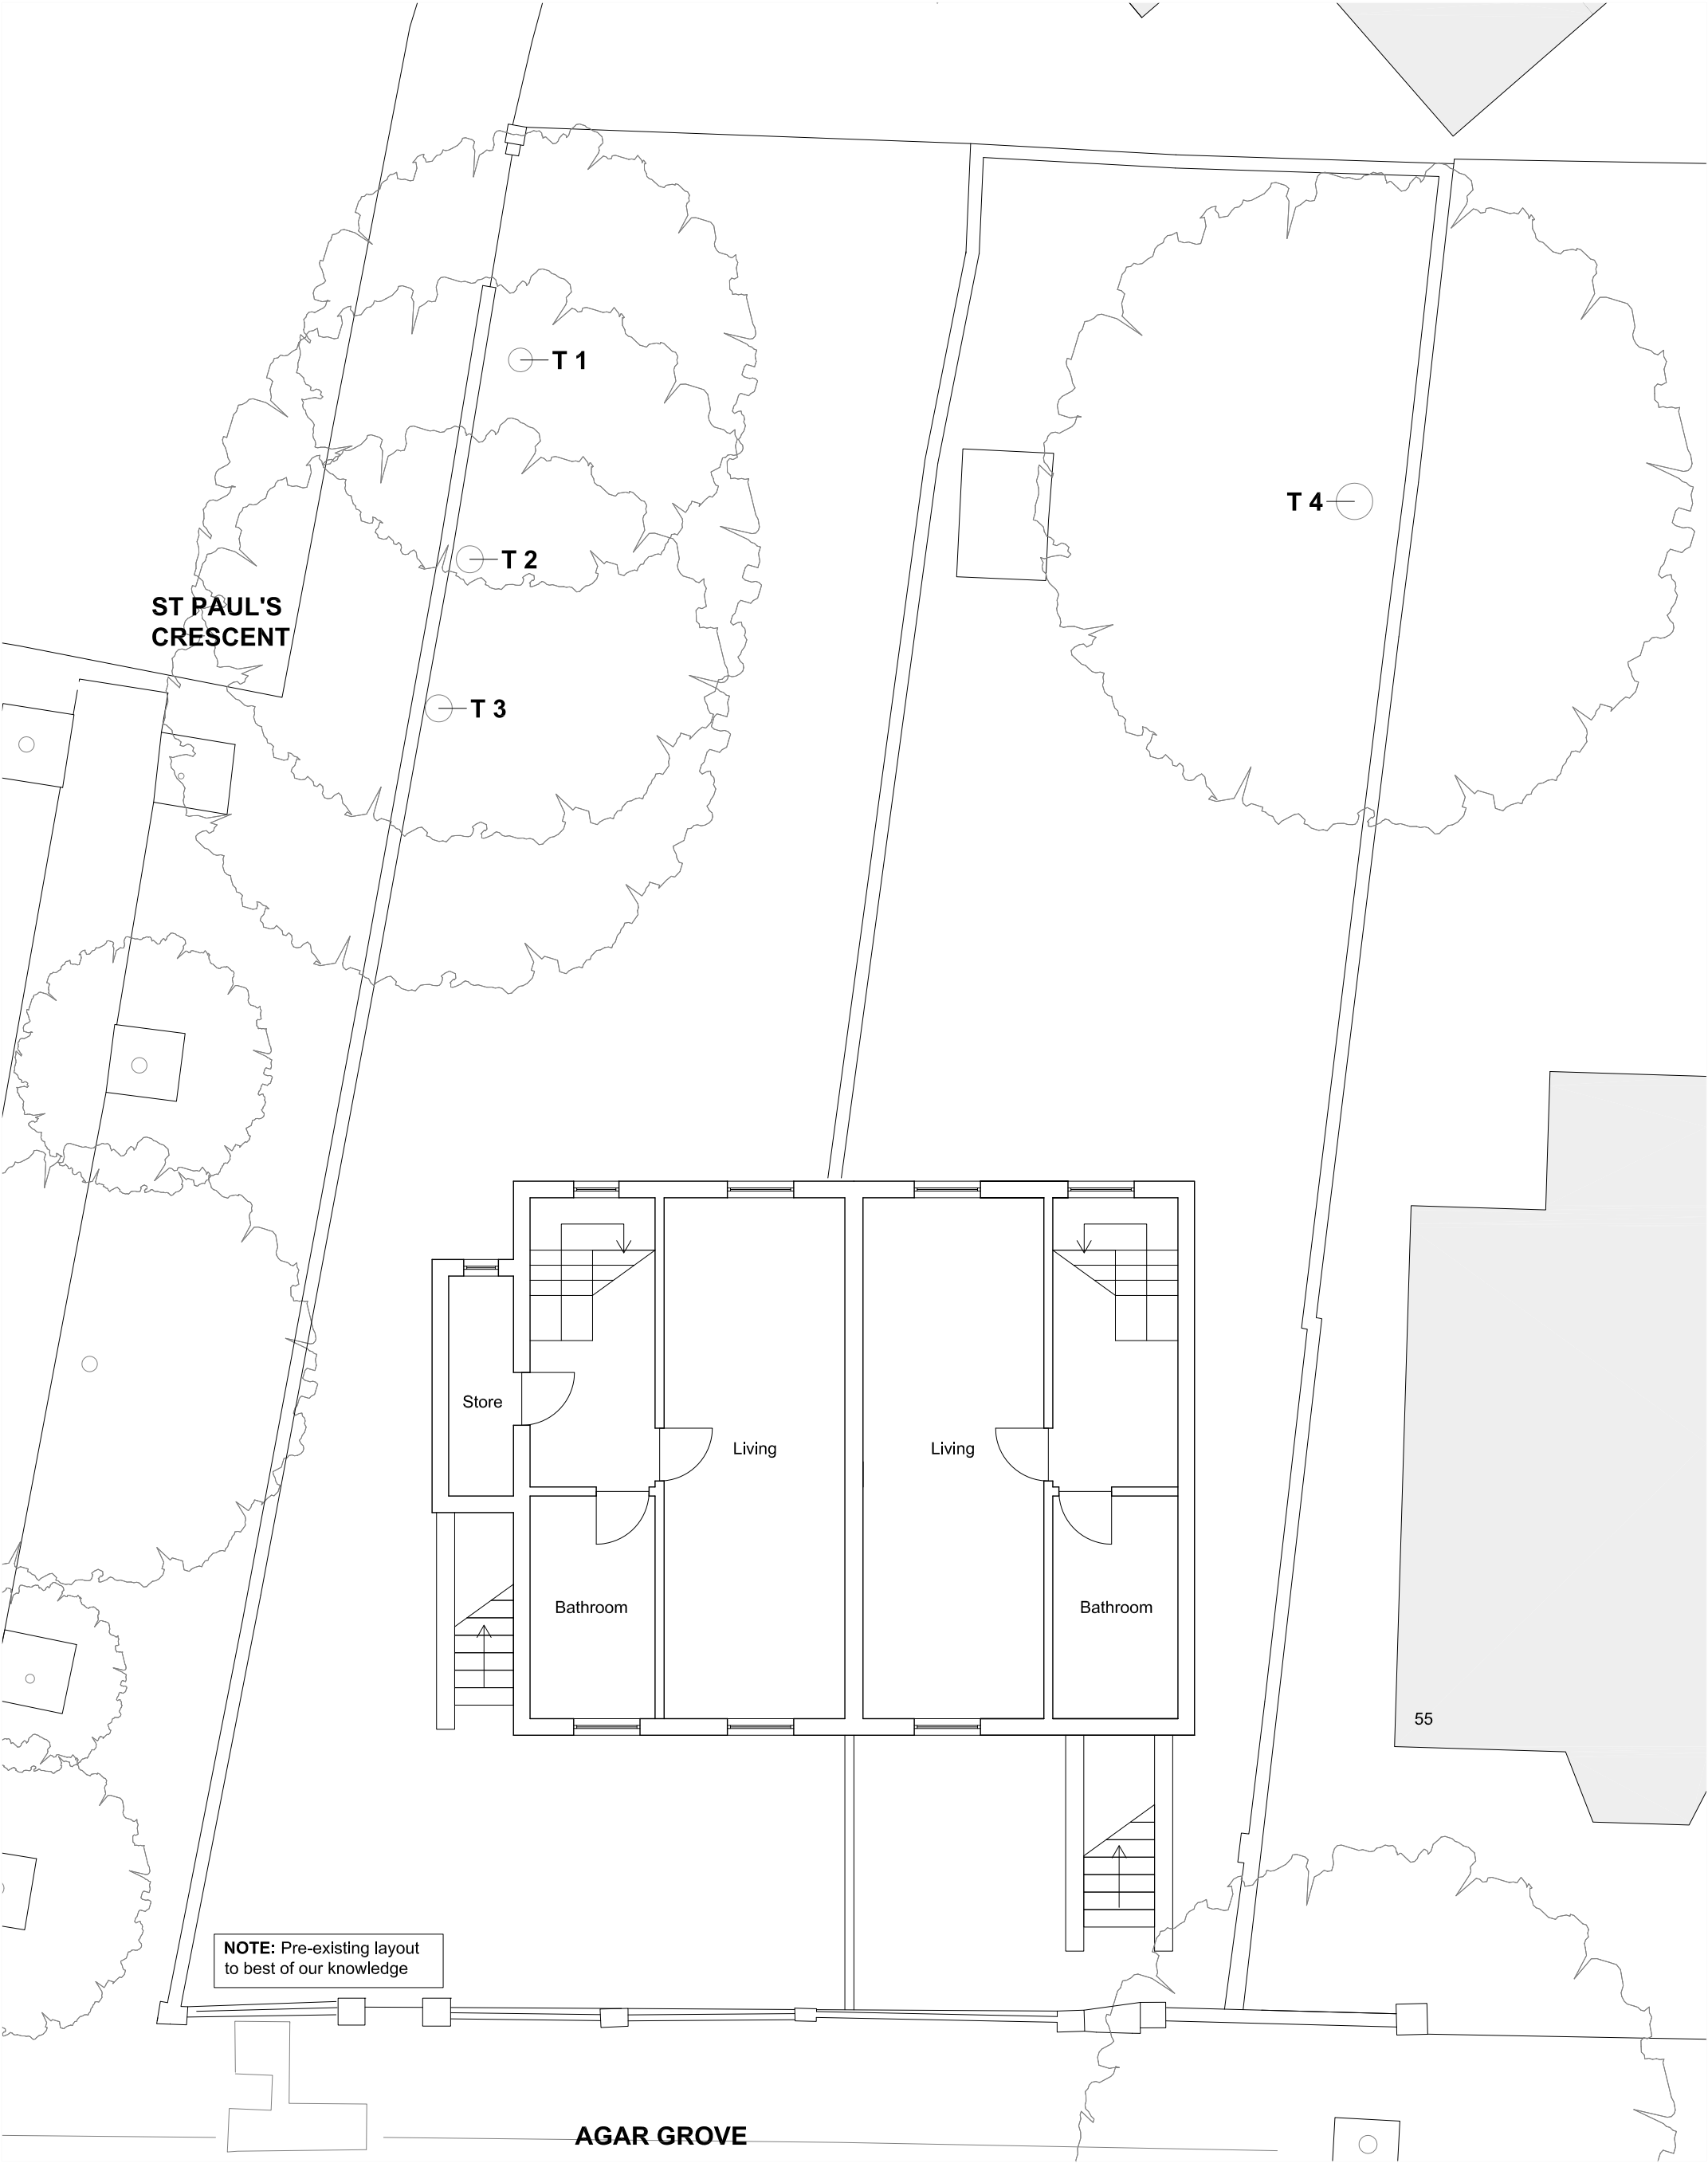 T 1
T 4
T 2
ST PAUL'S
CRESCENT
T 3
Store
Living
Living
Bathroom
Bathroom
55
NOTE: Pre-existing layout
to best of our knowledge
AGAR GROVE